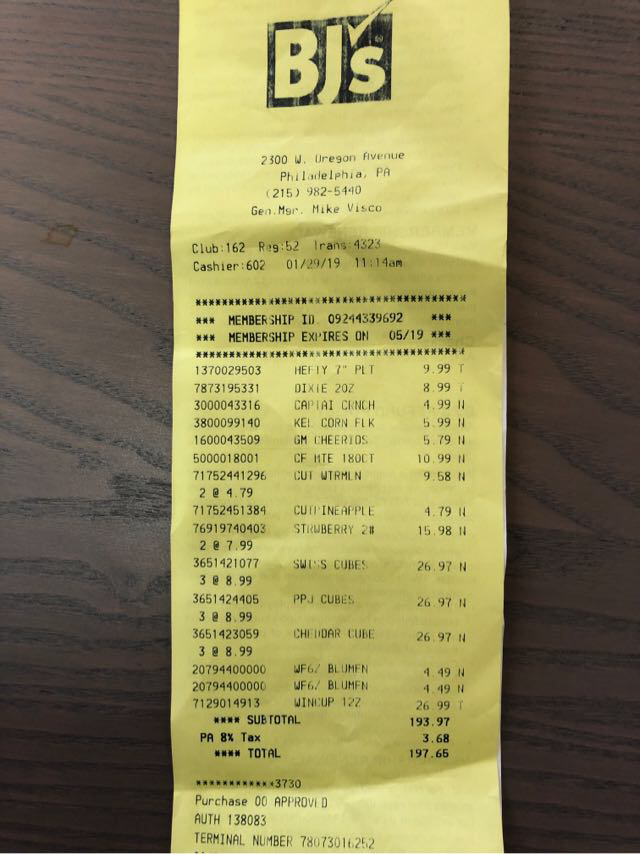 BJ's
2300 W. Oregon Avenue
Philadelphia, PA
(215) 982-5440
Gen.Mgr. Mike Visco
Club:162 Reg:52 Trans:4323
Cashier:602 01/29/19 11:14am
*** MEMBERSHIP ID 09244339692 ***
*** MEMBERSHIP EXPIRES ON 05/19 ***
1370029503 HEFTY 7" PLT 9.99 T
7873195331 DIXIE 20Z 8.99 T
3000043316 CAPTAI CRNCH 4.99 N
3800099140 KEL CORN FLK 5.99 N
1600043509 GM CHEERIOS 5.79 N
5000018001 CF MTE 180CT 10.99 N
71752441296 CUT WTRMLN 9.58 N
2 @ 4.79
71752451384 CUTPINEAPPLE 4.79 N
76919740403 STRWBERRY 2# 15.98 N
2 @ 7.99
3651421077 SWISS CUBES 26.97 N
3 @ 8.99
3651424405 PPJ CUBES 26.97 N
3 @ 8.99
3651423059 CHEDDAR CUBE 26.97 N
3 @ 8.99
20794400000 4.49 N
20794400000 4.49 N
7129014913 WINCUP 12Z 26.99 T
**** SUBTOTAL 193.97
PA 8% Tax 3.68
**** TOTAL 197.65
************3730
Purchase 00 APPROVED
AUTH 138083
TERMINAL NUMBER 78073016252